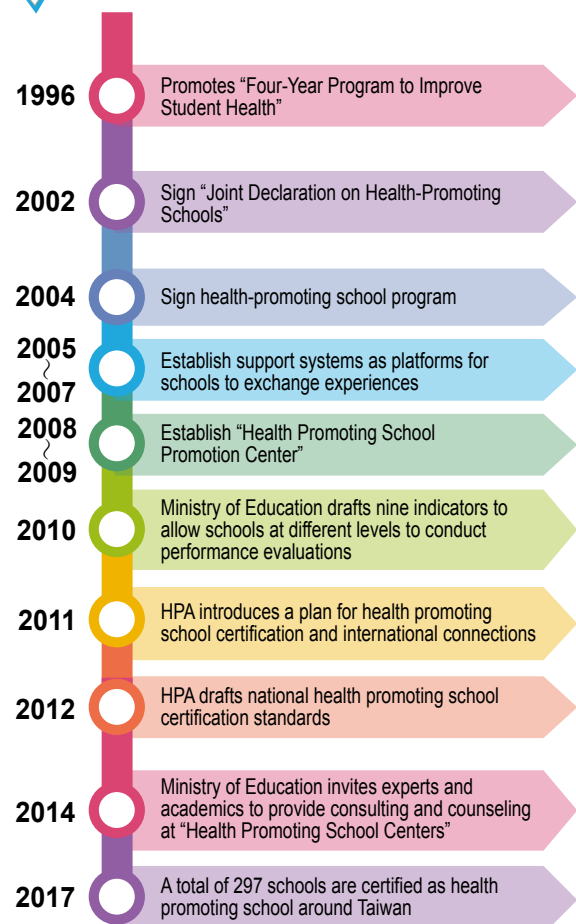 1996
Promotes “Four-Year Program to Improve
Student Health”
2002
Sign “Joint Declaration on Health-Promoting
Schools”
2004
Sign health-promoting school program
2005
~
2007
Establish support systems as platforms for
schools to exchange experiences
2008
~
2009
Establish “Health Promoting School
Promotion Center”
2010
Ministry of Education drafts nine indicators to
allow schools at different levels to conduct
performance evaluations
2011
HPA introduces a plan for health promoting
school certification and international connections
2012
HPA drafts national health promoting school
certification standards
2014
Ministry of Education invites experts and
academics to provide consulting and counseling
at “Health Promoting School Centers”
2017
A total of 297 schools are certified as health
promoting school around Taiwan